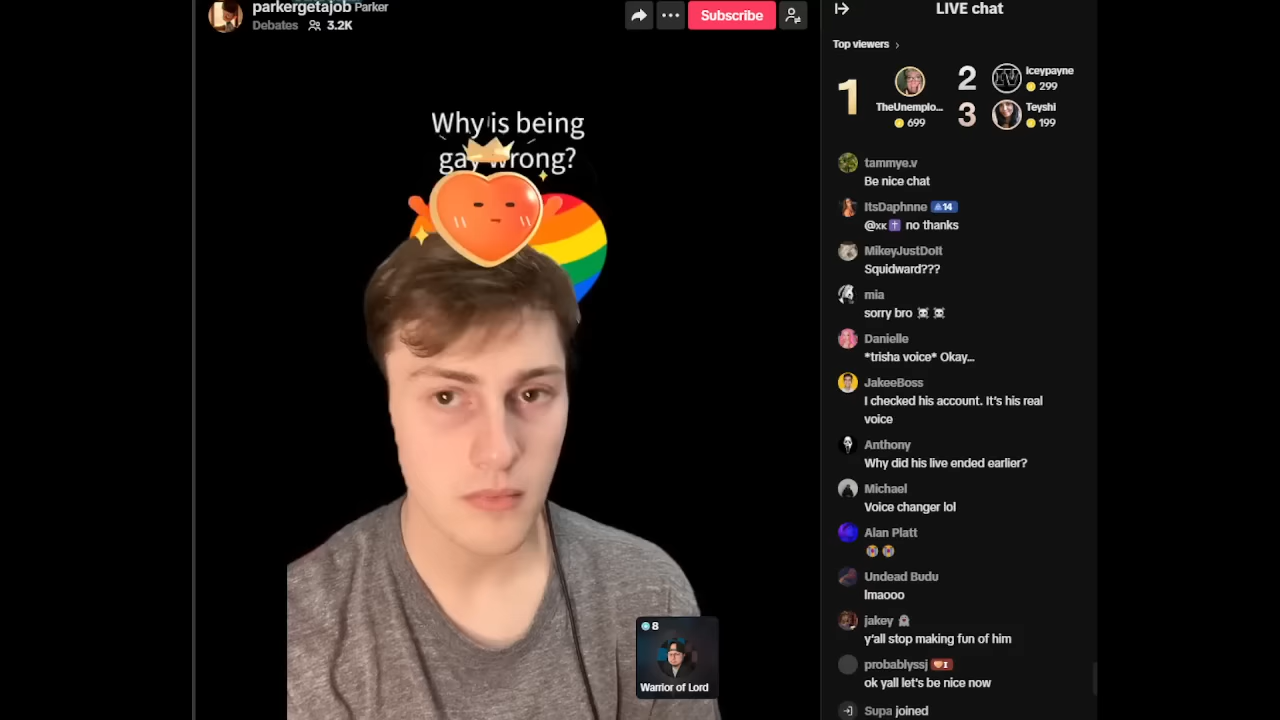 parkergetajob Parker
Debates 3.2K
Subscribe
Why is being
gay wrong?
8
Warrior of Lord
LIVE chat
Top viewers
1
TheUnemplo...
699
2
iceypayne
299
3
Teyshi
199
tammye.v
Be nice chat
ItsDaphnne 14
@xx✝️ no thanks
MikeyJustDoIt
Squidward???
mia
sorry bro ☠️ ☠️
Danielle
*trisha voice* Okay...
JakeeBoss
I checked his account. It's his real
voice
Anthony
Why did his live ended earlier?
Michael
Voice changer lol
Alan Platt
Undead Budu
lmaooo
jakey
y'all stop making fun of him
probablyssj I
ok yall let's be nice now
Supa joined